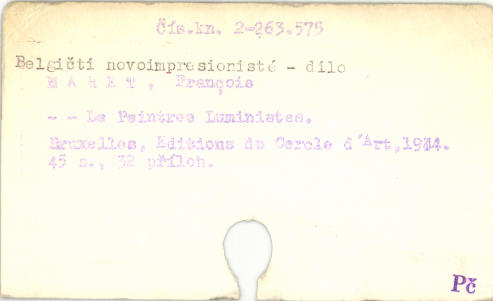 Čís.kn. 2-263.575
Belgičtí novoimpresionisté - dílo
M A R E T , François
- - Le Peintres Luministes.
Bruxelles, Editions du Cercle d'Art,1944.
45 s., 32 příloh.
Pč